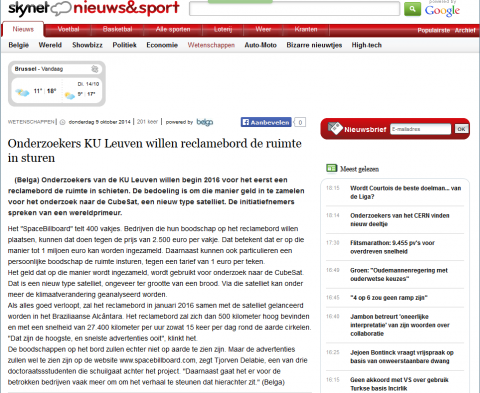 skynet nieuws&sport
powered by Google
Nieuws Voetbal Basketbal Alle sporten Loterij Weer Kranten Populairste Archief
België Wereld Showbizz Politiek Economie Wetenschappen Auto-Moto Bizarre nieuwtjes High-tech
Brussel - Vandaag
Di. 14/10
11° | 18° 9° - 17°
WETENSCHAPPEN | donderdag 9 oktober 2014 | 201 keer | powered by belga Aanbevelen 0
Onderzoekers KU Leuven willen reclamebord de ruimte
in sturen
(Belga) Onderzoekers van de KU Leuven willen begin 2016 voor het eerst een
reclamebord de ruimte in schieten. De bedoeling is om die manier geld in te zamelen
voor het onderzoek naar de CubeSat, een nieuw type satelliet. De initiatiefnemers
spreken van een wereldprimeur.
Het "SpaceBillboard" telt 400 vakjes. Bedrijven die hun boodschap op het reclamebord willen
plaatsen, kunnen dat doen tegen de prijs van 2.500 euro per vakje. Dat betekent dat er op die
manier tot 1 miljoen euro kan worden ingezameld. Daarnaast kunnen ook particulieren een
persoonlijke boodschap de ruimte insturen, tegen een tarief van 1 euro per teken.
Het geld dat op die manier wordt ingezameld, wordt gebruikt voor onderzoek naar de CubeSat.
Dat is een nieuw type satelliet, ongeveer ter grootte van een brood. Via die satelliet kan onder
meer de klimaatverandering geanalyseerd worden.
Als alles goed verloopt, zal het reclamebord in januari 2016 samen met de satelliet gelanceerd
worden in het Braziliaanse Alcântara. Het reclamebord zal zich dan 500 kilometer hoog bevinden
en met een snelheid van 27.400 kilometer per uur zowat 15 keer per dag rond de aarde cirkelen.
"Dat zijn de hoogste, en snelste advertenties ooit", klinkt het.
De boodschappen op het bord zullen echter niet op aarde te zien zijn. Maar de advertenties
zullen wel te zien zijn op de website www.spacebillboard.com, zegt Tjorven Delabie, een van drie
doctoraatsstudenten die schuilgaat achter het project. "Daarnaast gaat het er voor de
betrokken bedrijven vaak meer om om het verhaal te steunen dat hierachter zit." (Belga)
Nieuwsbrief E-mailadres OK
Meest gelezen
18:15 Wordt Courtois de beste doelman... van
de Liga?
18:14 Onderzoekers van het CERN vinden
nieuw deeltje
17:30 Flitsmarathon: 9.455 pv's voor
overdreven snelheid
16:49 Groen: "Oudemannenregering met
ouderwetse keuzes"
16:45 "4 op 6 zou een ramp zijn"
16:40 Jambon betreurt 'oneerlijke
interpretatie' van zijn woorden over
collaboratie
16:25 Jejoen Bontinck vraagt vrijspraak op
basis van onweerstaanbare dwang
16:15 Geen akkoord met VS over gebruik
Turkse basis Incirlik